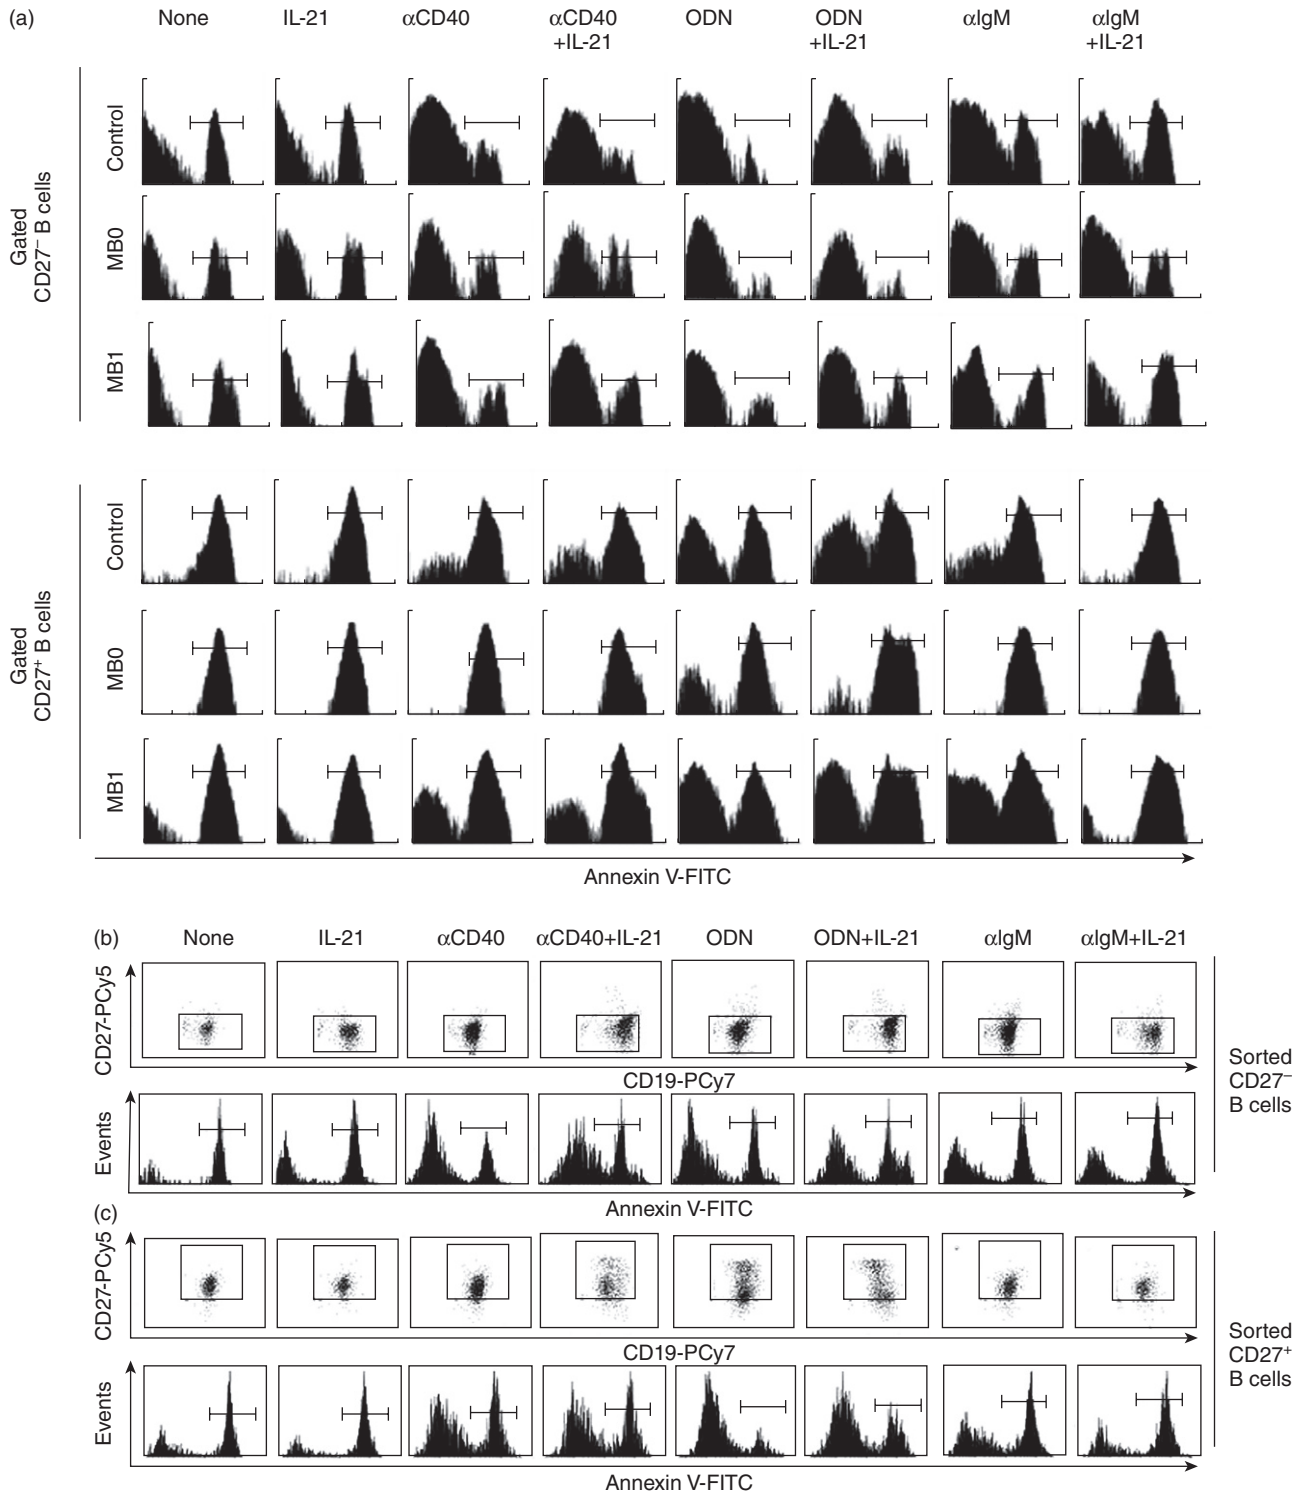 (a)
None IL-21 αCD40 αCD40 ODN ODN αIgM αIgM
+IL-21 +IL-21 +IL-21
Gated
CD27– B cells
Control
MB0
MB1
Gated
CD27+ B cells
Control
MB0
MB1
Annexin V-FITC
(b)
None IL-21 αCD40 αCD40+IL-21 ODN ODN+IL-21 αIgM αIgM+IL-21
CD27-PCy5
CD19-PCy7
Events
Annexin V-FITC
Sorted
CD27–
B cells
(c)
CD27-PCy5
CD19-PCy7
Events
Annexin V-FITC
Sorted
CD27+
B cells